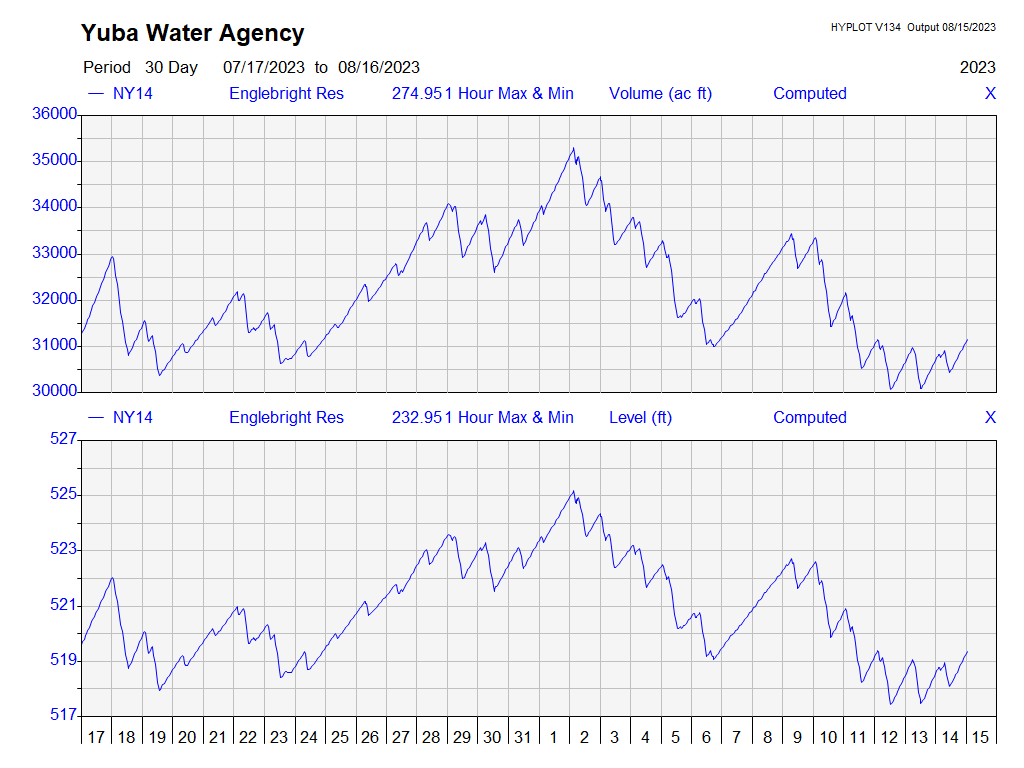 Yuba Water Agency
HYPLOT V134 Output 08/15/2023
Period 30 Day 07/17/2023 to 08/16/2023
2023
NY14 Englebright Res 274.951 Hour Max & Min Volume (ac ft) Computed X
36000
35000
34000
33000
32000
31000
30000
NY14 Englebright Res 232.951 Hour Max & Min Level (ft) Computed X
527
525
523
521
519
517
17 18 19 20 21 22 23 24 25 26 27 28 29 30 31 1 2 3 4 5 6 7 8 9 10 11 12 13 14 15